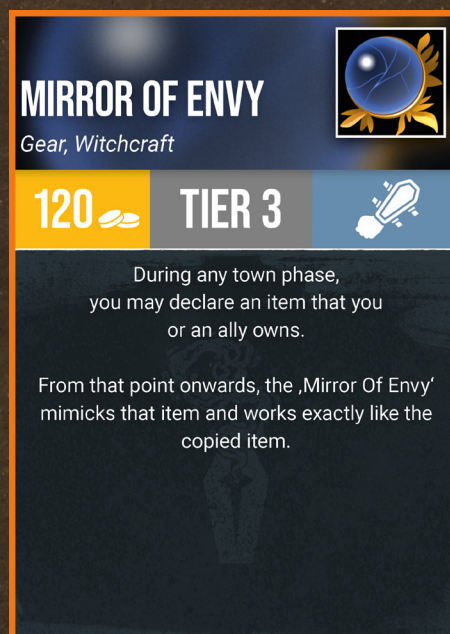 MIRROR OF ENVY
Gear, Witchcraft
120
TIER 3
During any town phase,
you may declare an item that you
or an ally owns.
From that point onwards, the ‚Mirror Of Envy‘
mimicks that item and works exactly like the
copied item.